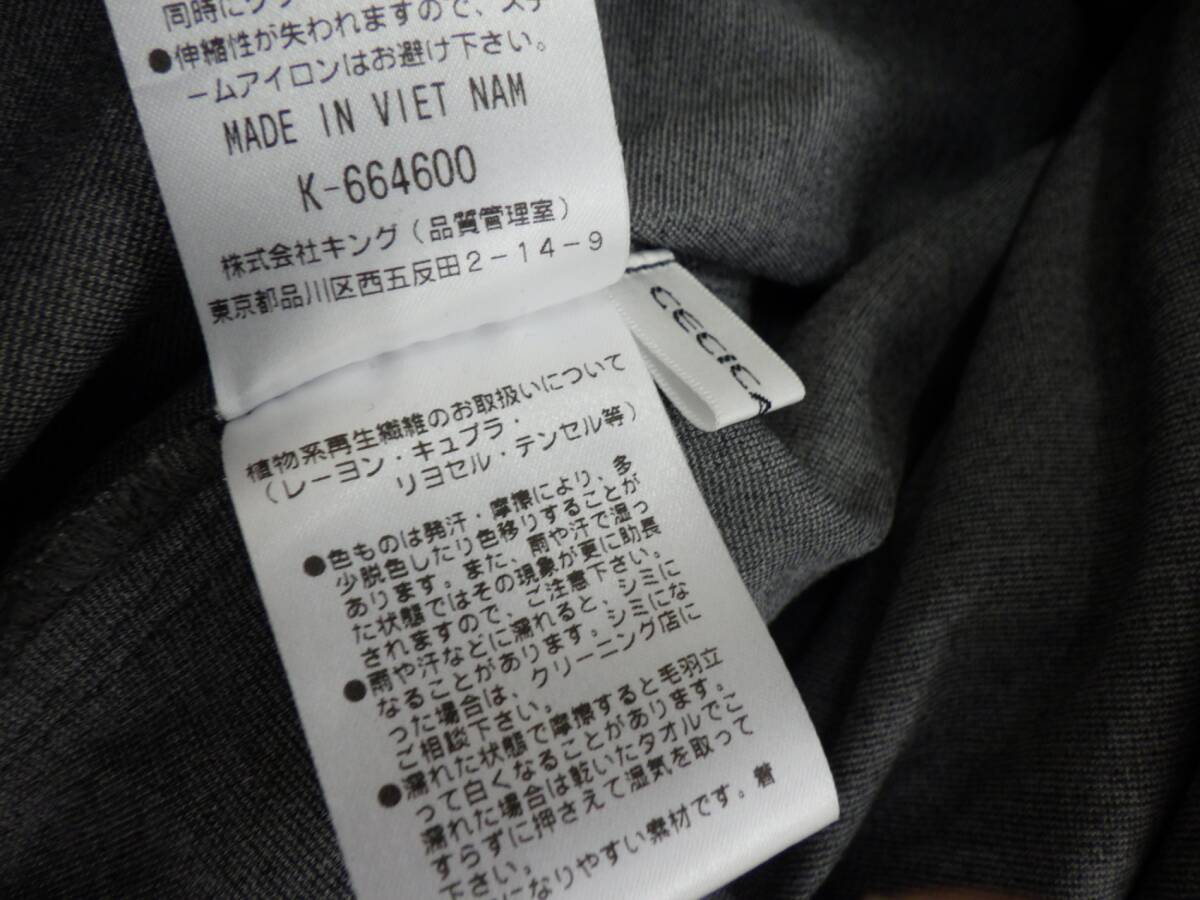 同時に
●伸縮性が失われますので、スチ
ームアイロンはお避け下さい。
MADE IN VIET NAM
K-664600
株式会社キング(品質管理室)
東京都品川区西五反田2-14-9
CECICA
植物系再生繊維のお取扱いについて
(レーヨン・キュプラ・
リヨセル・テンセル等)
●色ものは発汗・摩擦により、多
少脱色したり色移りすることが
あります。また、雨や汗で湿っ
た状態ではその現象が更に助長
されますので、ご注意下さい。
●雨や汗などに濡れると、シミに
なることがあります。シミにな
った場合は、クリーニング店に
ご相談下さい。
●濡れた状態で摩擦すると毛羽立
って白くなることがあります。
濡れた場合は乾いたタオルでこ
すらずに押さえて湿気を取って
下さい。
になりやすい素材です。着